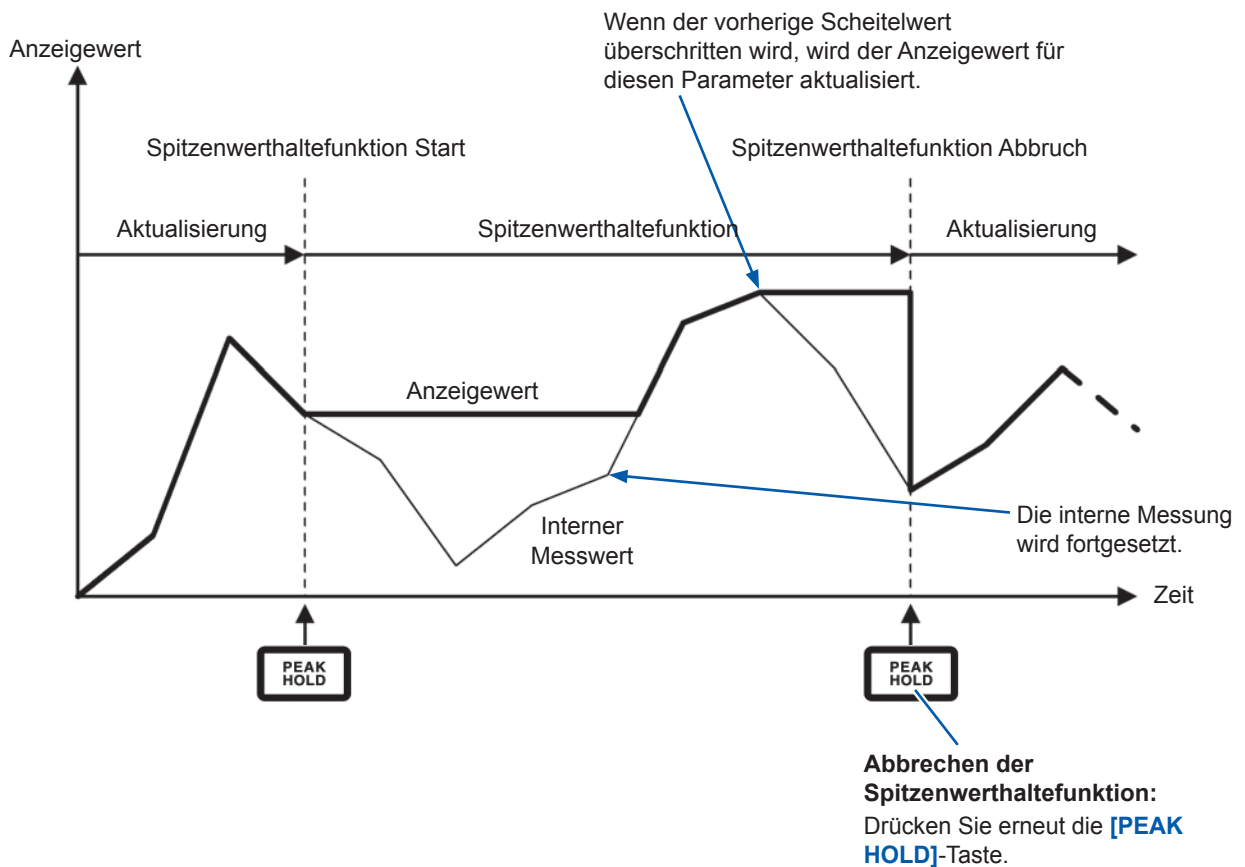 Wenn der vorherige Scheitelwert
überschritten wird, wird der Anzeigewert für
diesen Parameter aktualisiert.
Anzeigewert
Spitzenwerthaltefunktion Start
Spitzenwerthaltefunktion Abbruch
Aktualisierung
Spitzenwerthaltefunktion
Aktualisierung
Anzeigewert
Interner
Messwert
Die interne Messung
wird fortgesetzt.
Zeit
PEAK
HOLD
PEAK
HOLD
Abbrechen der
Spitzenwerthaltefunktion:
Drücken Sie erneut die [PEAK
HOLD]-Taste.